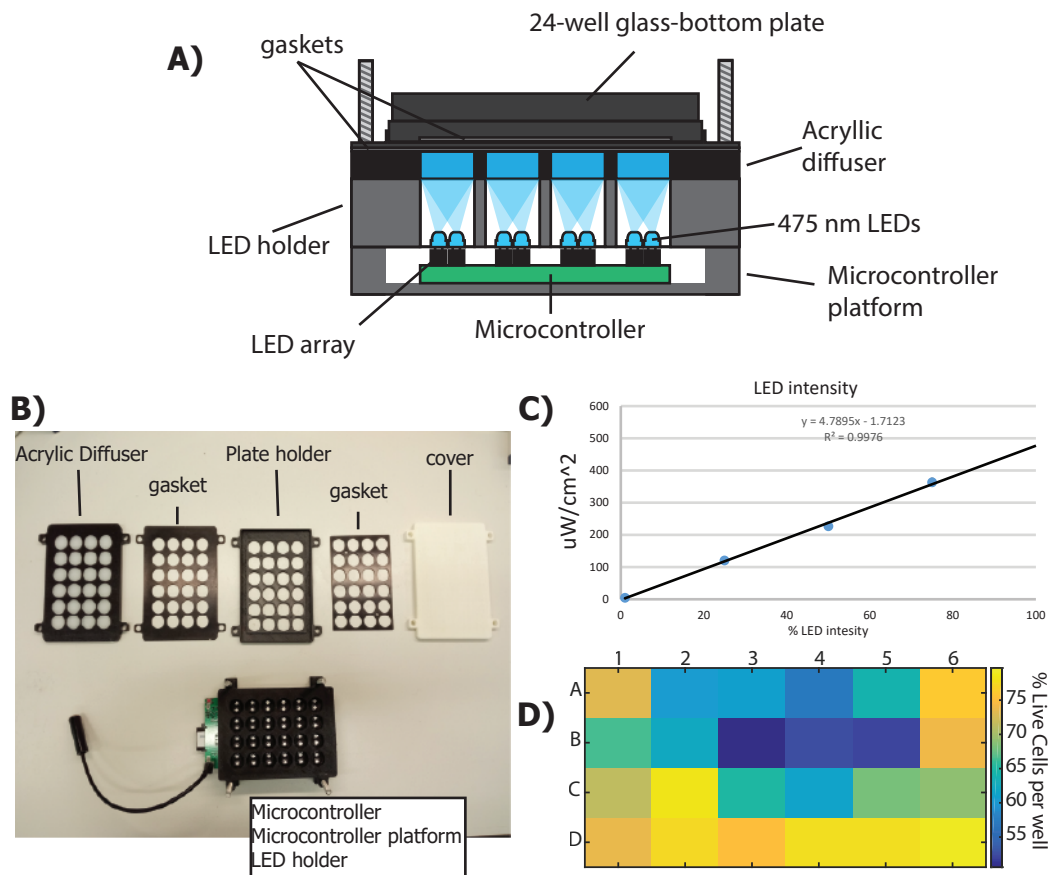 A)
24-well glass-bottom plate
gaskets
Acryllic
diffuser
LED holder
475 nm LEDs
Microcontroller
platform
Microcontroller
LED array
B)
Acrylic Diffuser
Plate holder
cover
gasket
gasket
Microcontroller
Microcontroller platform
LED holder
C)
LED intensity
y = 4.7895x - 1.7123
R² = 0.9976
uW/cm^2
600
500
400
300
200
100
0
0 20 40 60 80 100
% LED intesity
D)
1 2 3 4 5 6
A
B
C
D
75
70
65
60
55
% Live Cells per well